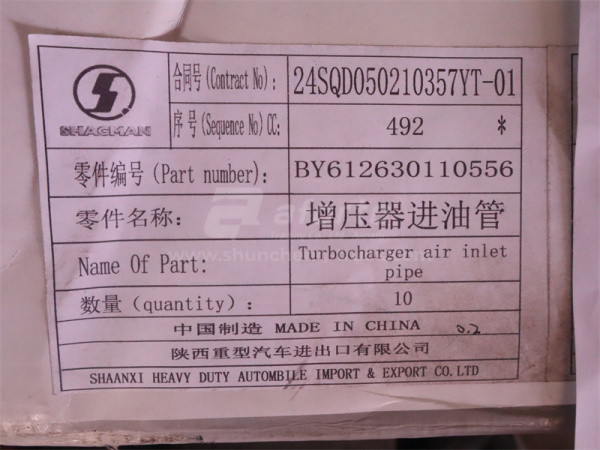 SHACMAN
合同号(Contract No): 24SQD050210357YT-01
序号(Sequence No)CC: 492 *
零件编号(Part number): BY612630110556
零件名称: 增压器进油管
Name Of Part: Turbocharger air inlet
pipe
数量(quantity): 10
中国制造 MADE IN CHINA 0.2
陕西重型汽车进出口有限公司
SHAANXI HEAVY DUTY AUTOMBILE IMPORT & EXPORT CO.LTD